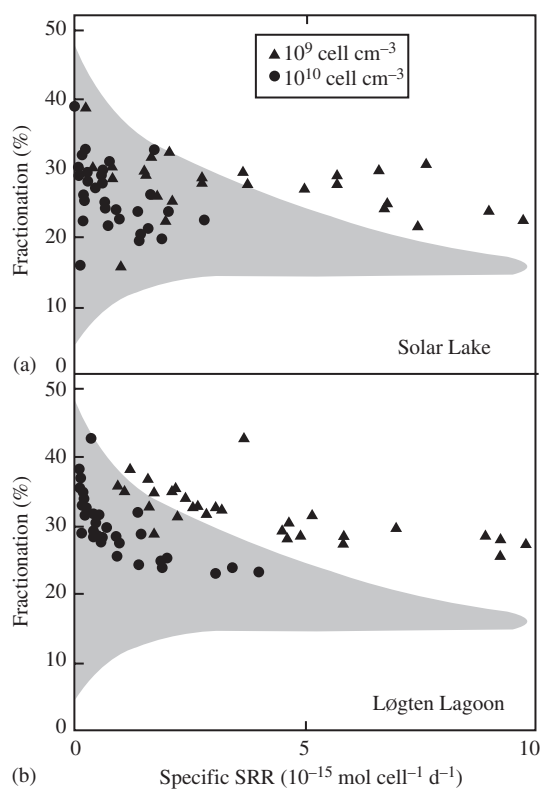 50
40
30
20
10
0
Fractionation (%)
▲ 10⁹ cell cm⁻³
● 10¹⁰ cell cm⁻³
Solar Lake
(a)
50
40
30
20
10
0
Fractionation (%)
Løgten Lagoon
0 5 10
(b) Specific SRR (10⁻¹⁵ mol cell⁻¹ d⁻¹)